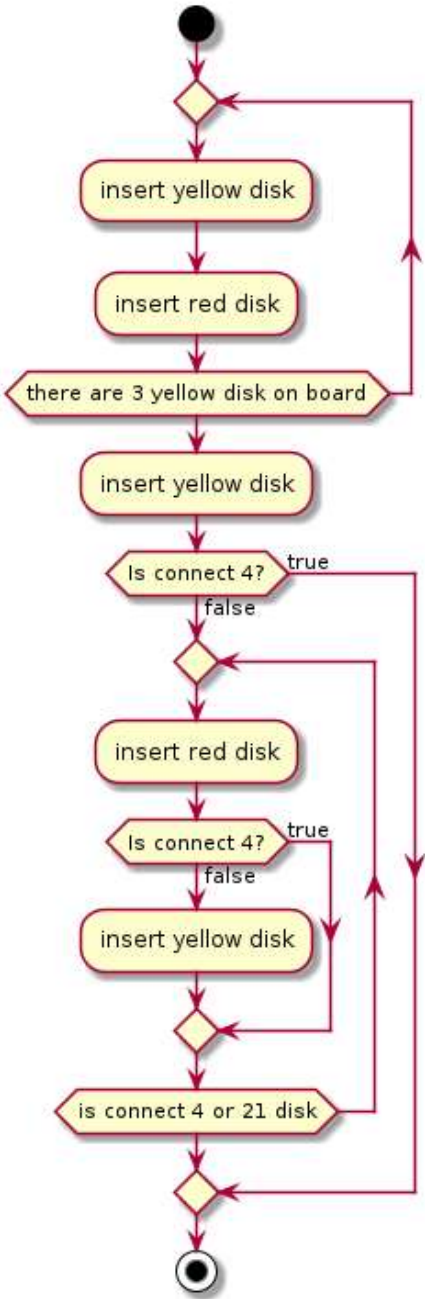 insert yellow disk
insert red disk
there are 3 yellow disk on board
insert yellow disk
Is connect 4?
true
false
insert red disk
Is connect 4?
true
false
insert yellow disk
is connect 4 or 21 disk